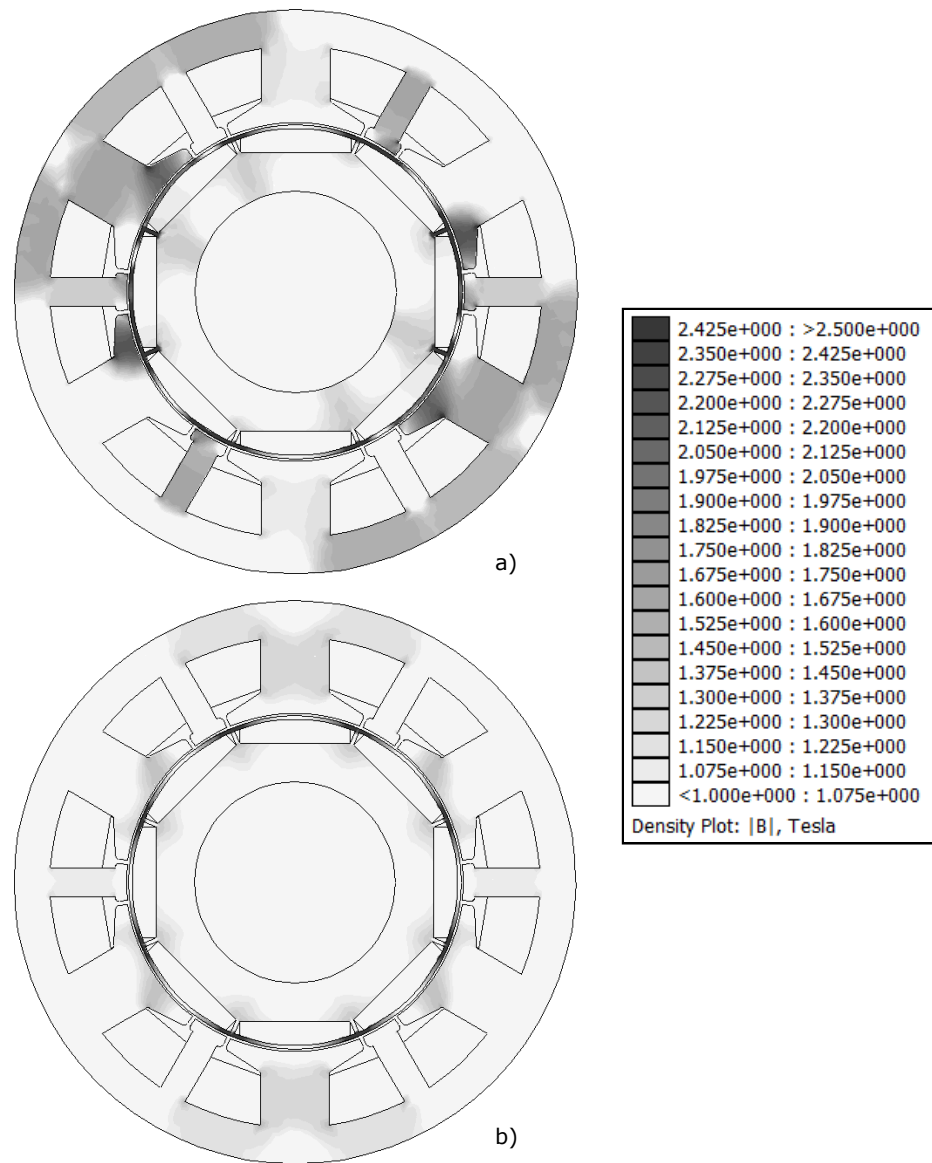 2.425e+000 : >2.500e+000
2.350e+000 : 2.425e+000
2.275e+000 : 2.350e+000
2.200e+000 : 2.275e+000
2.125e+000 : 2.200e+000
2.050e+000 : 2.125e+000
1.975e+000 : 2.050e+000
1.900e+000 : 1.975e+000
1.825e+000 : 1.900e+000
1.750e+000 : 1.825e+000
1.675e+000 : 1.750e+000
1.600e+000 : 1.675e+000
1.525e+000 : 1.600e+000
1.450e+000 : 1.525e+000
1.375e+000 : 1.450e+000
1.300e+000 : 1.375e+000
1.225e+000 : 1.300e+000
1.150e+000 : 1.225e+000
1.075e+000 : 1.150e+000
<1.000e+000 : 1.075e+000
Density Plot: |B|, Tesla
a)
b)